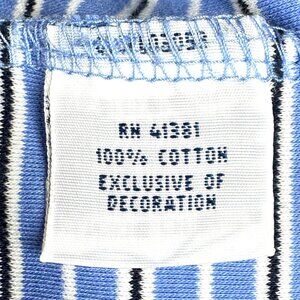 RN 41381
100% COTTON
EXCLUSIVE OF
DECORATION